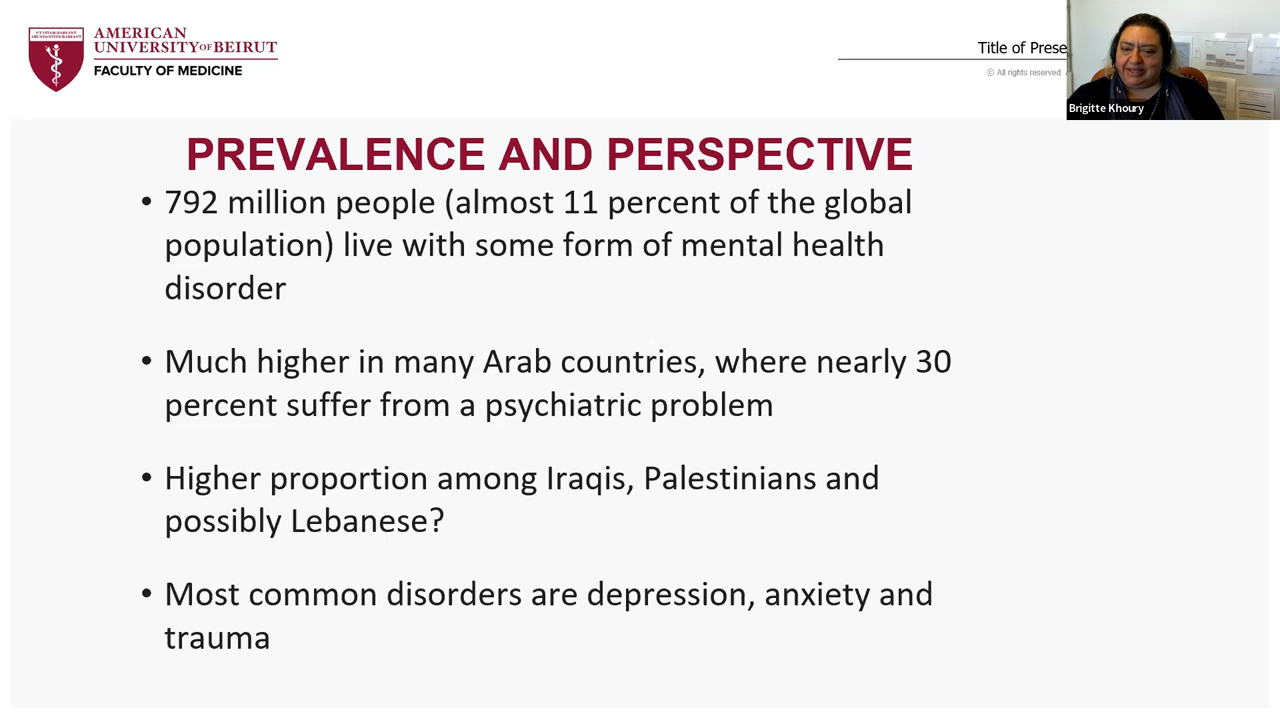 AMERICAN
UNIVERSITY OF BEIRUT
FACULTY OF MEDICINE
Title of Prese
© All rights reserved.
Brigitte Khoury
PREVALENCE AND PERSPECTIVE
• 792 million people (almost 11 percent of the global
population) live with some form of mental health
disorder
• Much higher in many Arab countries, where nearly 30
percent suffer from a psychiatric problem
• Higher proportion among Iraqis, Palestinians and
possibly Lebanese?
• Most common disorders are depression, anxiety and
trauma